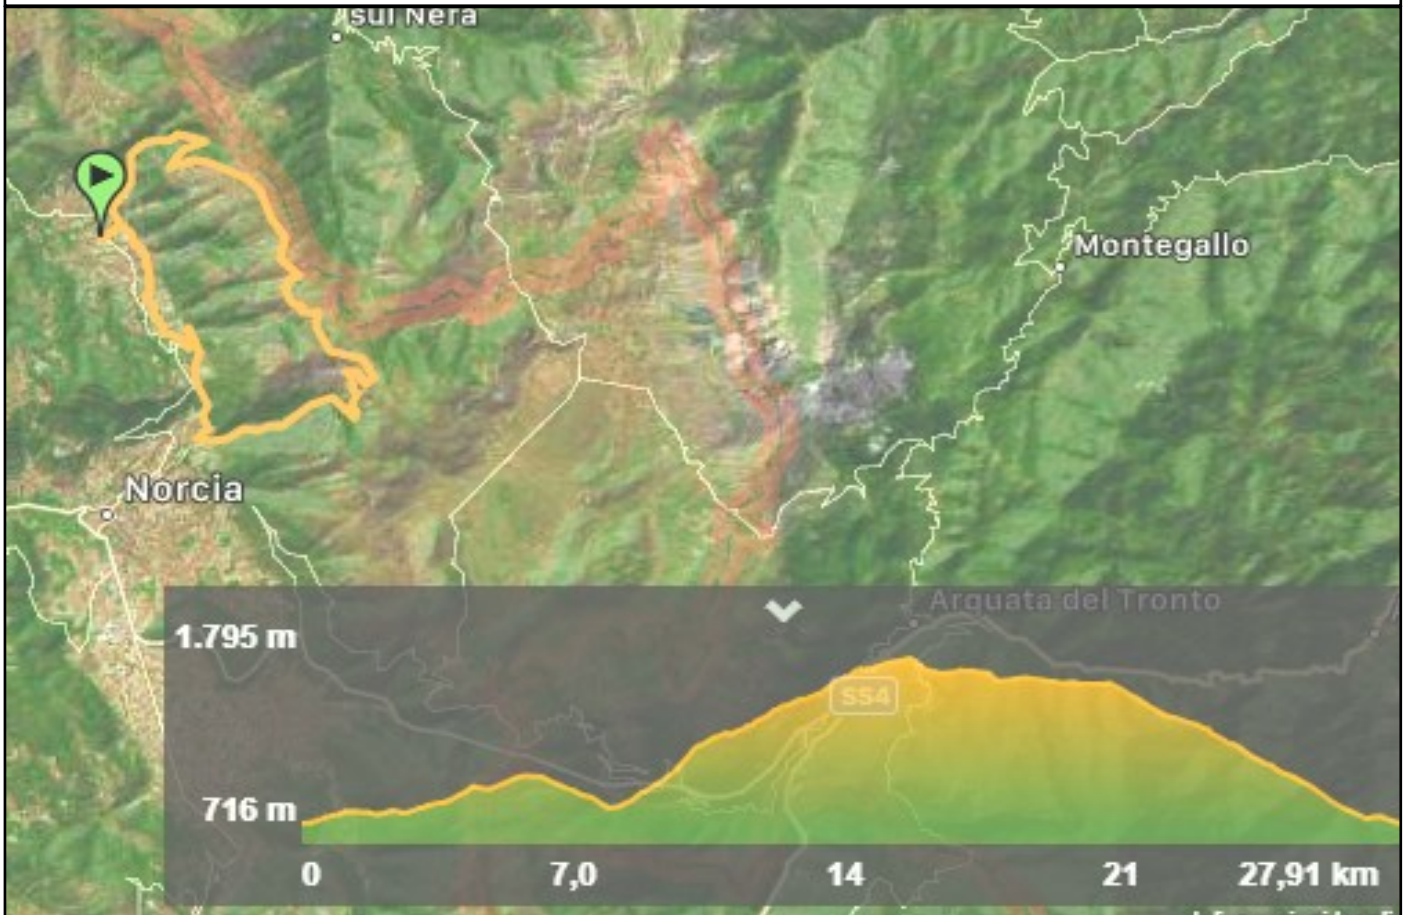 sul Nera
Montegallo
Norcia
Arquata del Tronto
1.795 m
SS4
716 m
0 7,0 14 21 27,91 km